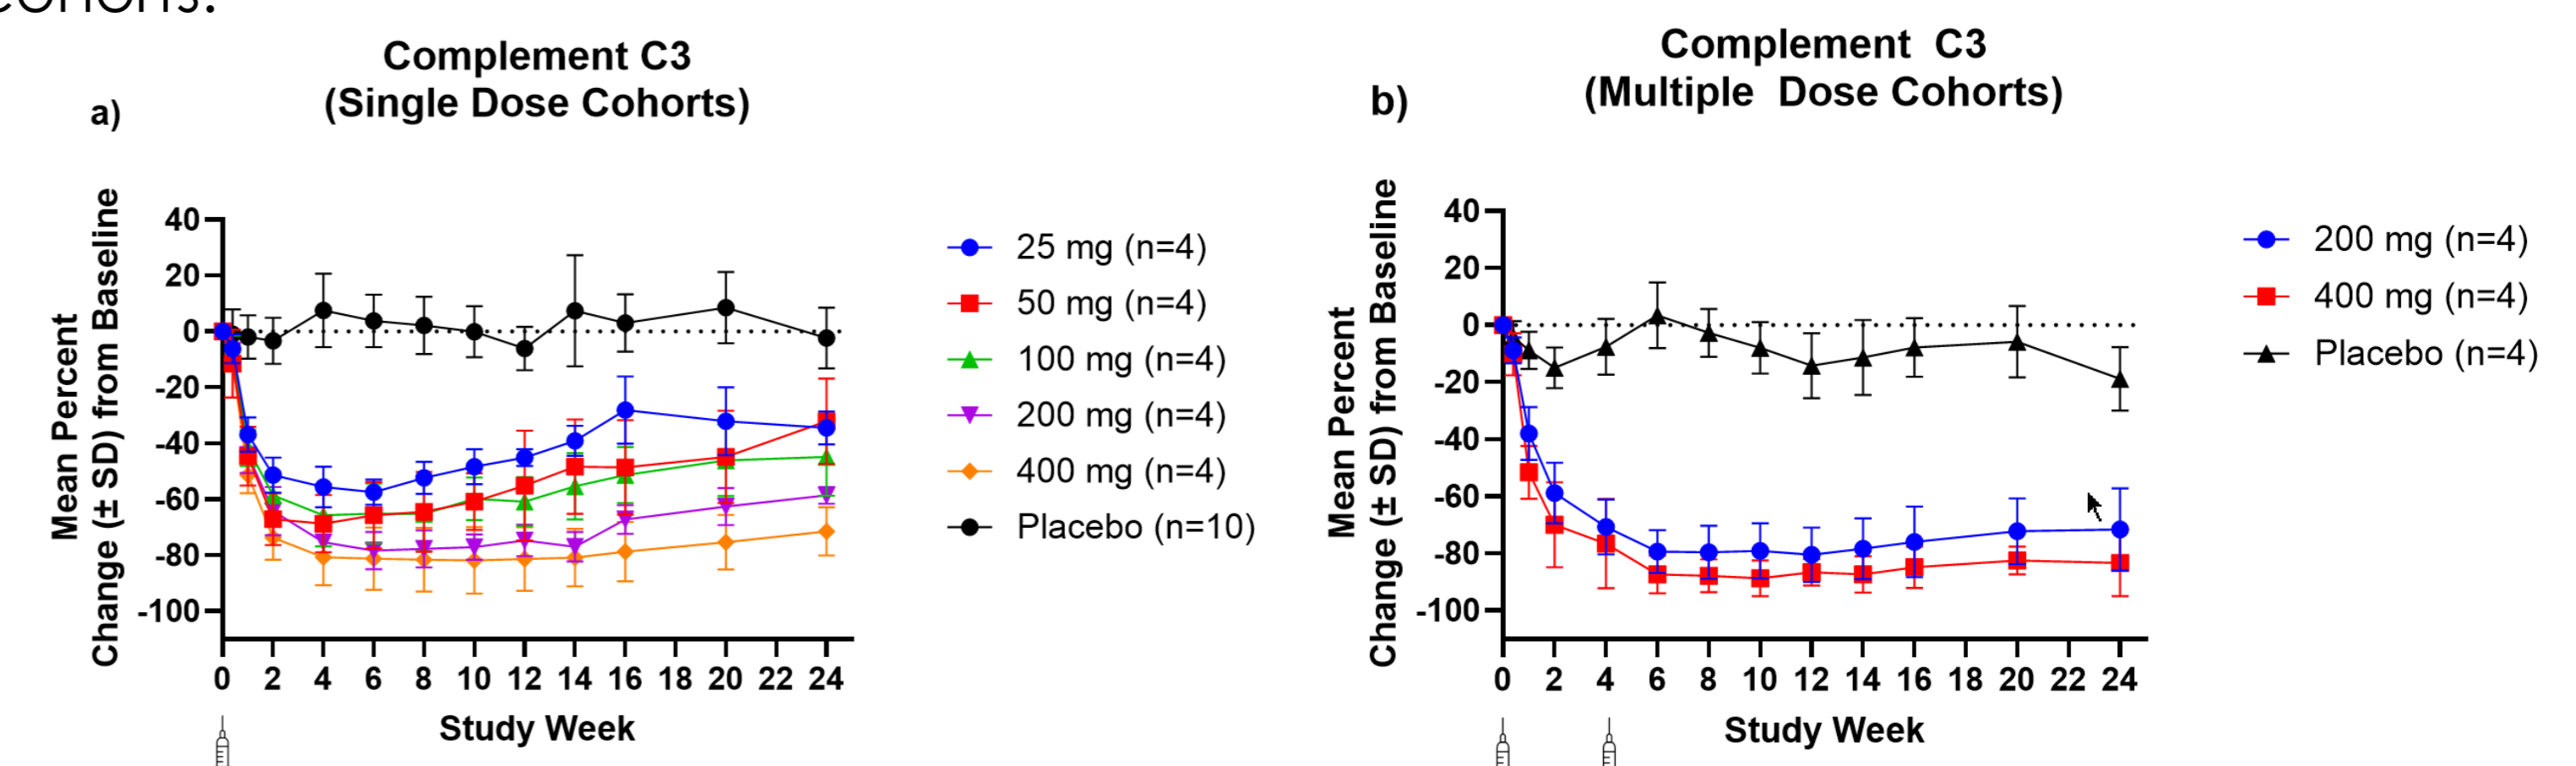 Complement C3
(Single Dose Cohorts)
a)
Mean Percent
Change (± SD) from Baseline
40
20
0
-20
-40
-60
-80
-100
0 2 4 6 8 10 12 14 16 18 20 22 24
Study Week
25 mg (n=4)
50 mg (n=4)
100 mg (n=4)
200 mg (n=4)
400 mg (n=4)
Placebo (n=10)
Complement C3
(Multiple Dose Cohorts)
b)
Mean Percent
Change (± SD) from Baseline
40
20
0
-20
-40
-60
-80
-100
0 2 4 6 8 10 12 14 16 18 20 22 24
Study Week
200 mg (n=4)
400 mg (n=4)
Placebo (n=4)